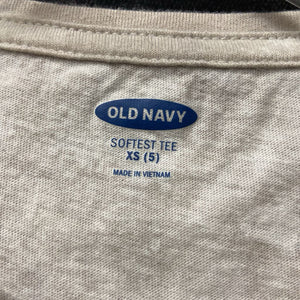 OLD NAVY
SOFTEST TEE
XS (5)
MADE IN VIETNAM